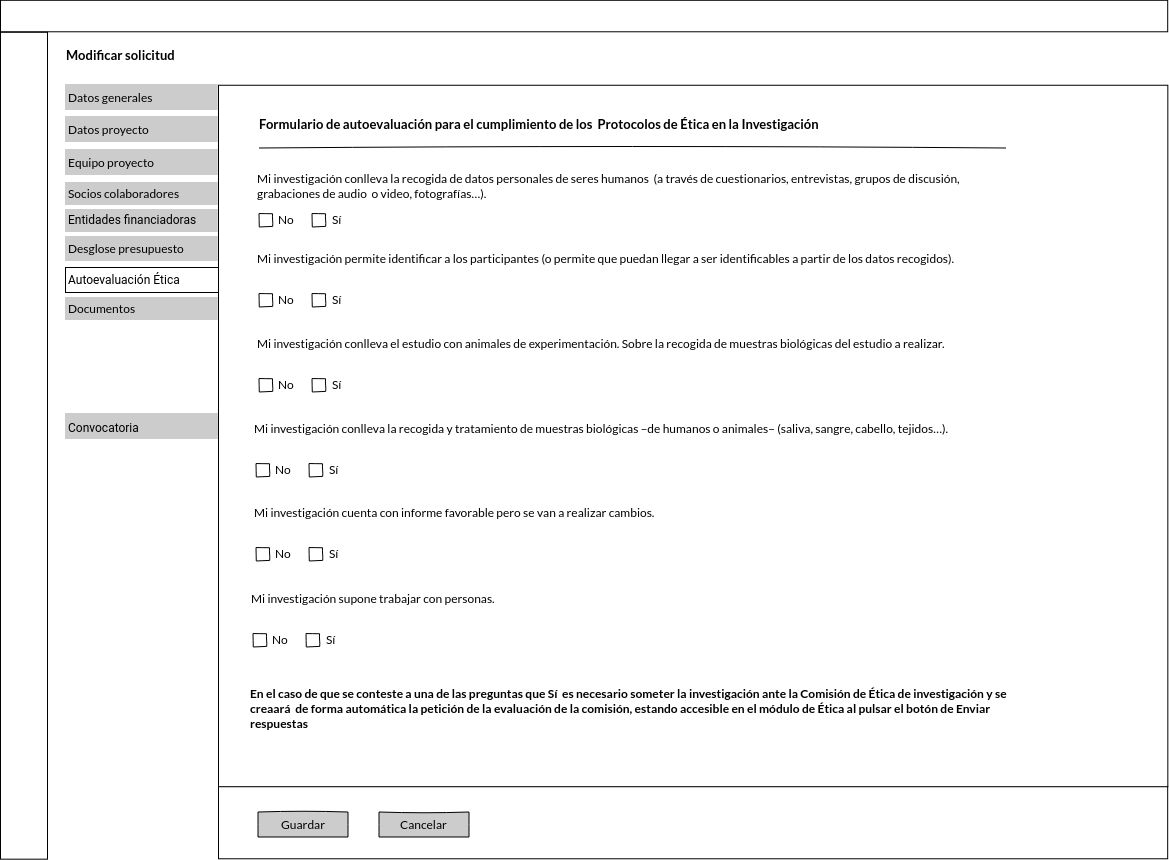 Modificar solicitud
Datos generales
Datos proyecto
Equipo proyecto
Socios colaboradores
Entidades financiadoras
Desglose presupuesto
Autoevaluación Ética
Documentos
Convocatoria
Formulario de autoevaluación para el cumplimiento de los Protocolos de Ética en la Investigación
Mi investigación conlleva la recogida de datos personales de seres humanos (a través de cuestionarios, entrevistas, grupos de discusión,
grabaciones de audio o video, fotografías...).
No Sí
Mi investigación permite identificar a los participantes (o permite que puedan llegar a ser identificables a partir de los datos recogidos).
No Sí
Mi investigación conlleva el estudio con animales de experimentación. Sobre la recogida de muestras biológicas del estudio a realizar.
No Sí
Mi investigación conlleva la recogida y tratamiento de muestras biológicas –de humanos o animales– (saliva, sangre, cabello, tejidos...).
No Sí
Mi investigación cuenta con informe favorable pero se van a realizar cambios.
No Sí
Mi investigación supone trabajar con personas.
No Sí
En el caso de que se conteste a una de las preguntas que Sí es necesario someter la investigación ante la Comisión de Ética de investigación y se
creaará de forma automática la petición de la evaluación de la comisión, estando accesible en el módulo de Ética al pulsar el botón de Enviar
respuestas
Guardar Cancelar